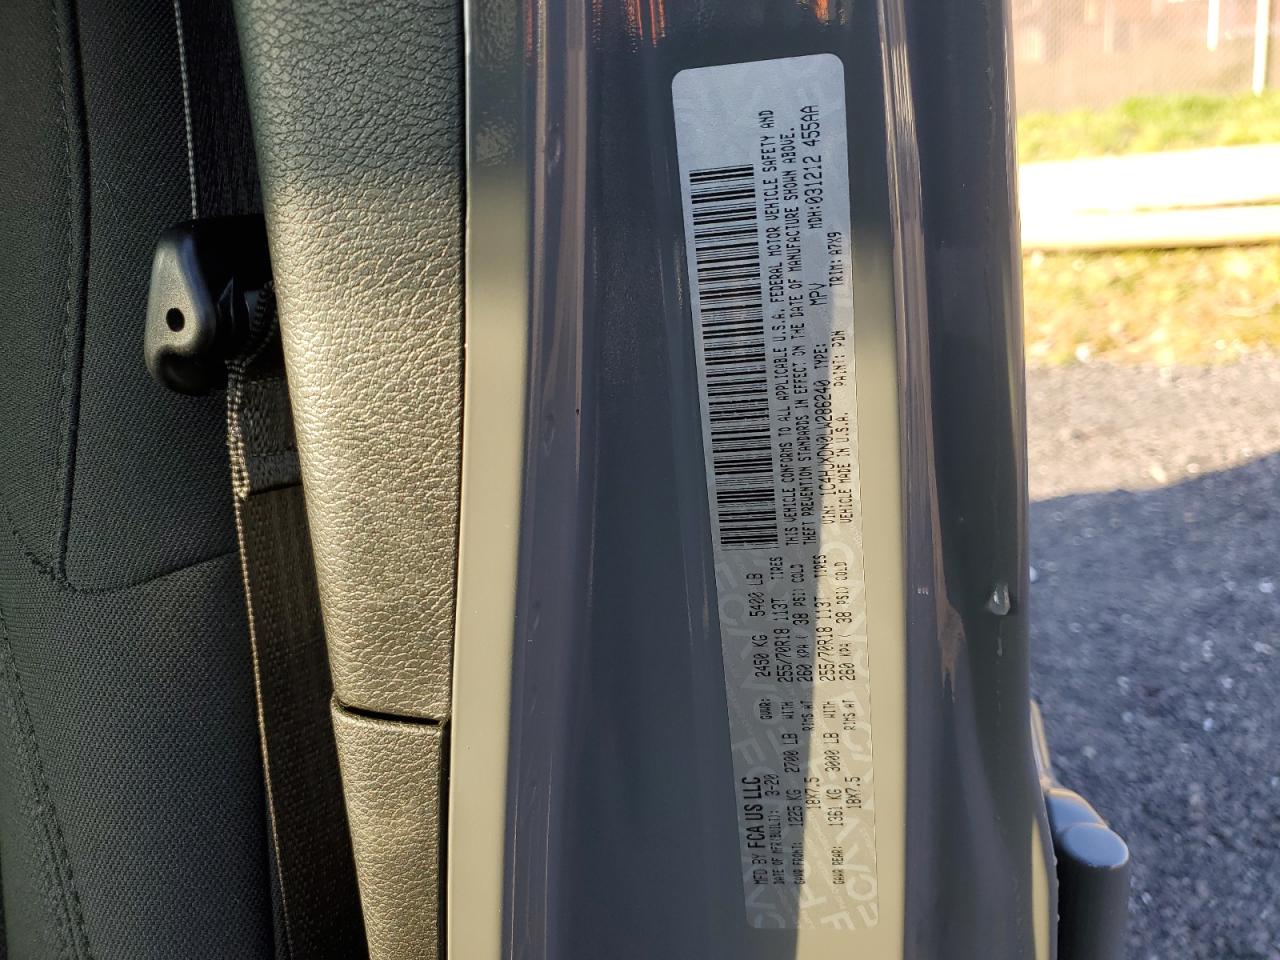 MFD BY FCA US LLC
DATE OF MFR(BUILT): 3-20 GVWR: 2450 KG 5400 LB
GAWR FRONT: 1225 KG 2700 LB WITH 255/70R18 113T TIRES
18X7.5 RIMS AT 260 KPA/ 38 PSI) COLD
GAWR REAR: 1361 KG 3000 LB WITH 255/70R18 113T TIRES
18X7.5 RIMS AT 260 KPA/ 38 PSI) COLD
THIS VEHICLE CONFORMS TO ALL APPLICABLE U.S.A. FEDERAL MOTOR VEHICLE SAFETY AND
THEFT PREVENTION STANDARDS IN EFFECT ON THE DATE OF MANUFACTURE SHOWN ABOVE.
VIN: 1C4HJXDN0LW286240 TYPE: MPV MDH:031212 455AA
VEHICLE MADE IN U.S.A. PAINT: PDN TRIM: A7X9